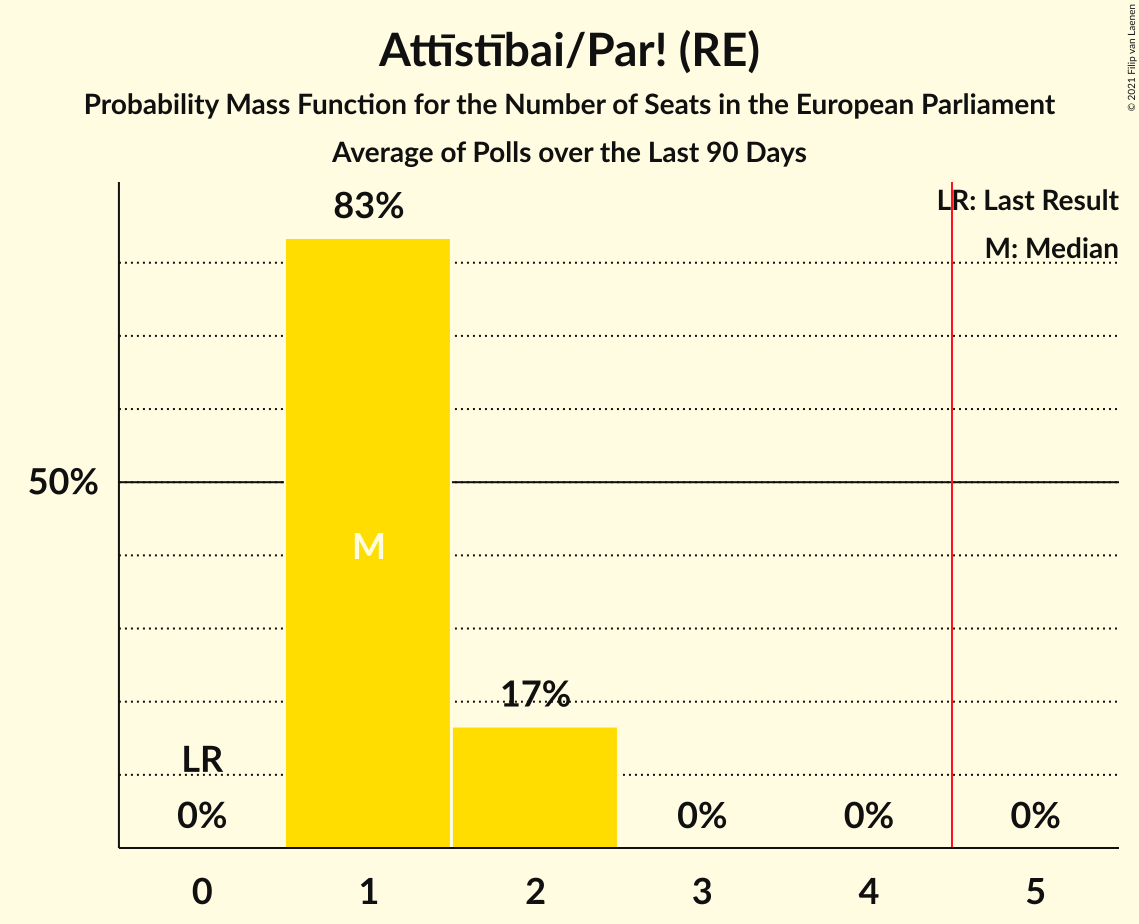 Attīstībai/Par! (RE)
Probability Mass Function for the Number of Seats in the European Parliament
Average of Polls over the Last 90 Days
© 2021 Filip van Laenen
LR: Last Result
M: Median
83%
50%
M
17%
LR
0%
0%
0%
0%
0
1
2
3
4
5